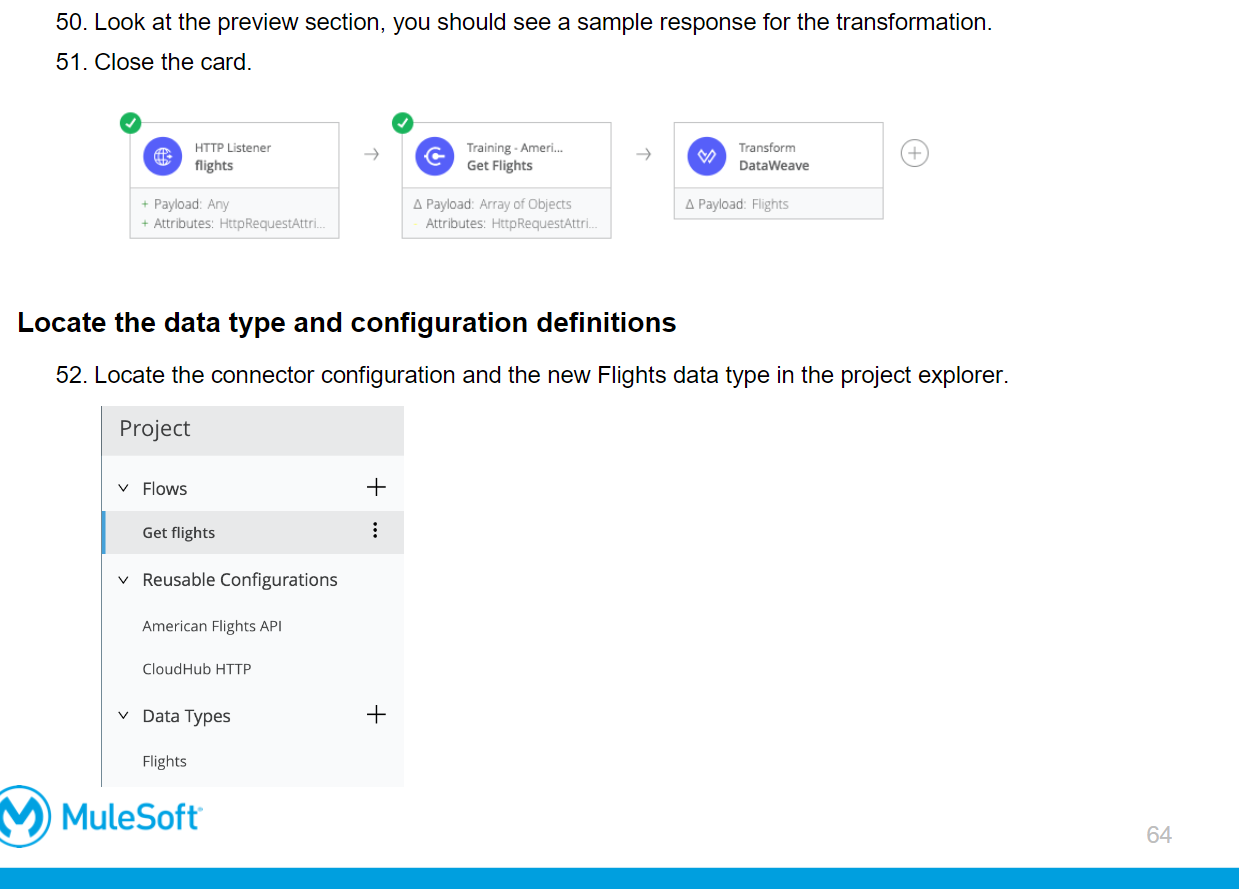 50. Look at the preview section, you should see a sample response for the transformation.
51. Close the card.
HTTP Listener
flights
+ Payload: Any
+ Attributes: HttpRequestAttri...
Training - Ameri...
Get Flights
Δ Payload: Array of Objects
Attributes: HttpRequestAttri...
Transform
DataWeave
Δ Payload: Flights
Locate the data type and configuration definitions
52. Locate the connector configuration and the new Flights data type in the project explorer.
Project
Flows
Get flights
Reusable Configurations
American Flights API
CloudHub HTTP
Data Types
Flights
MuleSoft
64